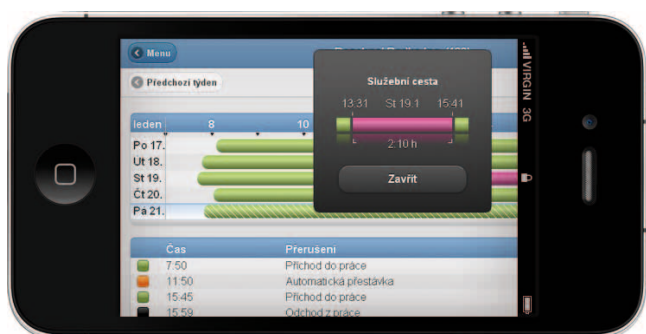 Menu
Předchozí týden
Služební cesta
13:31 St 19.1 15:41
2:10 h
Zavřít
leden 8 10
Po 17.
Út 18.
St 19.
Čt 20.
Pá 21.
Čas Přerušení
7:50 Příchod do práce
11:50 Automatická přestávka
15:45 Příchod do práce
15:59 Odchod z práce
VIRGIN 3G